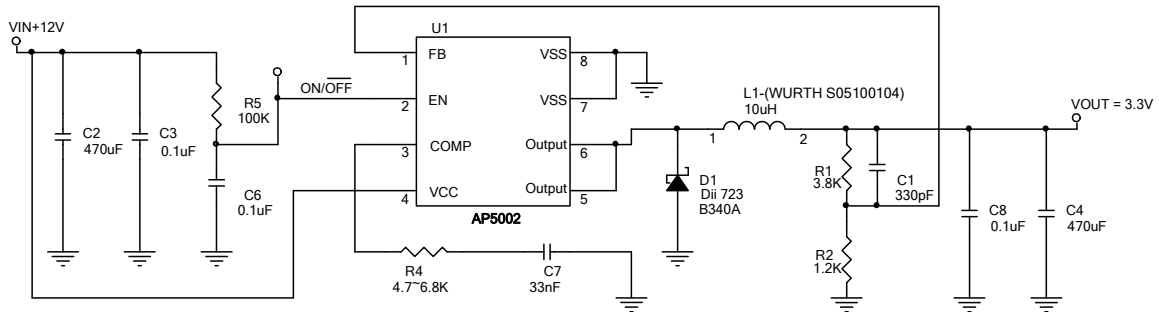 VIN+12V
C2
470uF
C3
0.1uF
R5
100K
C6
0.1uF
ON/OFF
U1
1
FB
2
EN
3
COMP
4
VCC
VSS
8
VSS
7
Output
6
Output
5
AP5002
R4
4.7~6.8K
C7
33nF
D1
Dii 723
B340A
L1-(WURTH S05100104)
10uH
1
2
R1
3.8K
C1
330pF
R2
1.2K
C8
0.1uF
C4
470uF
VOUT = 3.3V